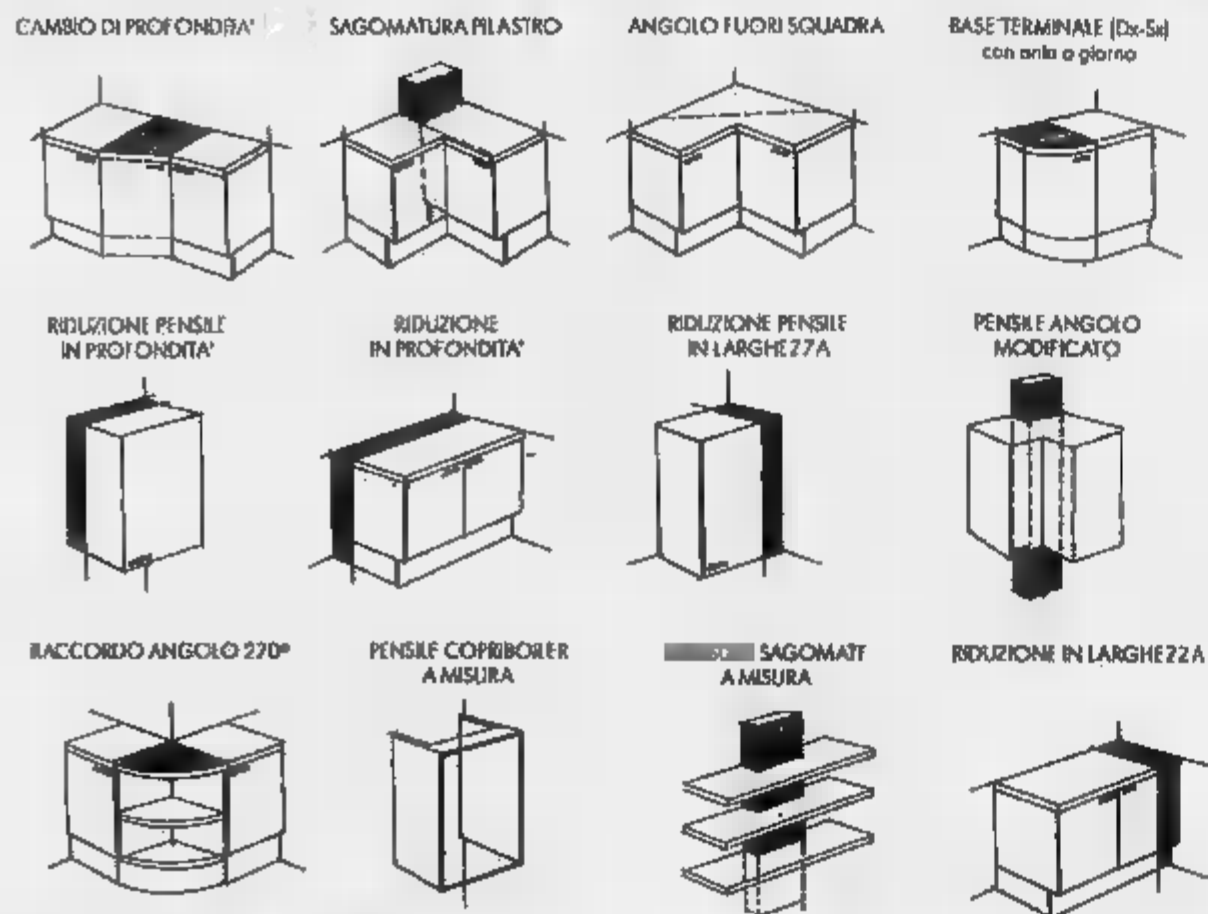 CAMBIO DI PROFONDITA'
SAGOMATURA PILASTRO
ANGOLO FUORI SQUADRA
BASE TERMINALE (Dx-Sx)
con anta o giorno
RIDUZIONE PENSILE
IN PROFONDITA'
RIDUZIONE
IN PROFONDITA'
RIDUZIONE PENSILE
IN LARGHEZZA
PENSILE ANGOLO
MODIFICATO
RACCORDO ANGOLO 270°
PENSILE COPRIBOILER
A MISURA
SAGOMATE
A MISURA
RIDUZIONE IN LARGHEZZA